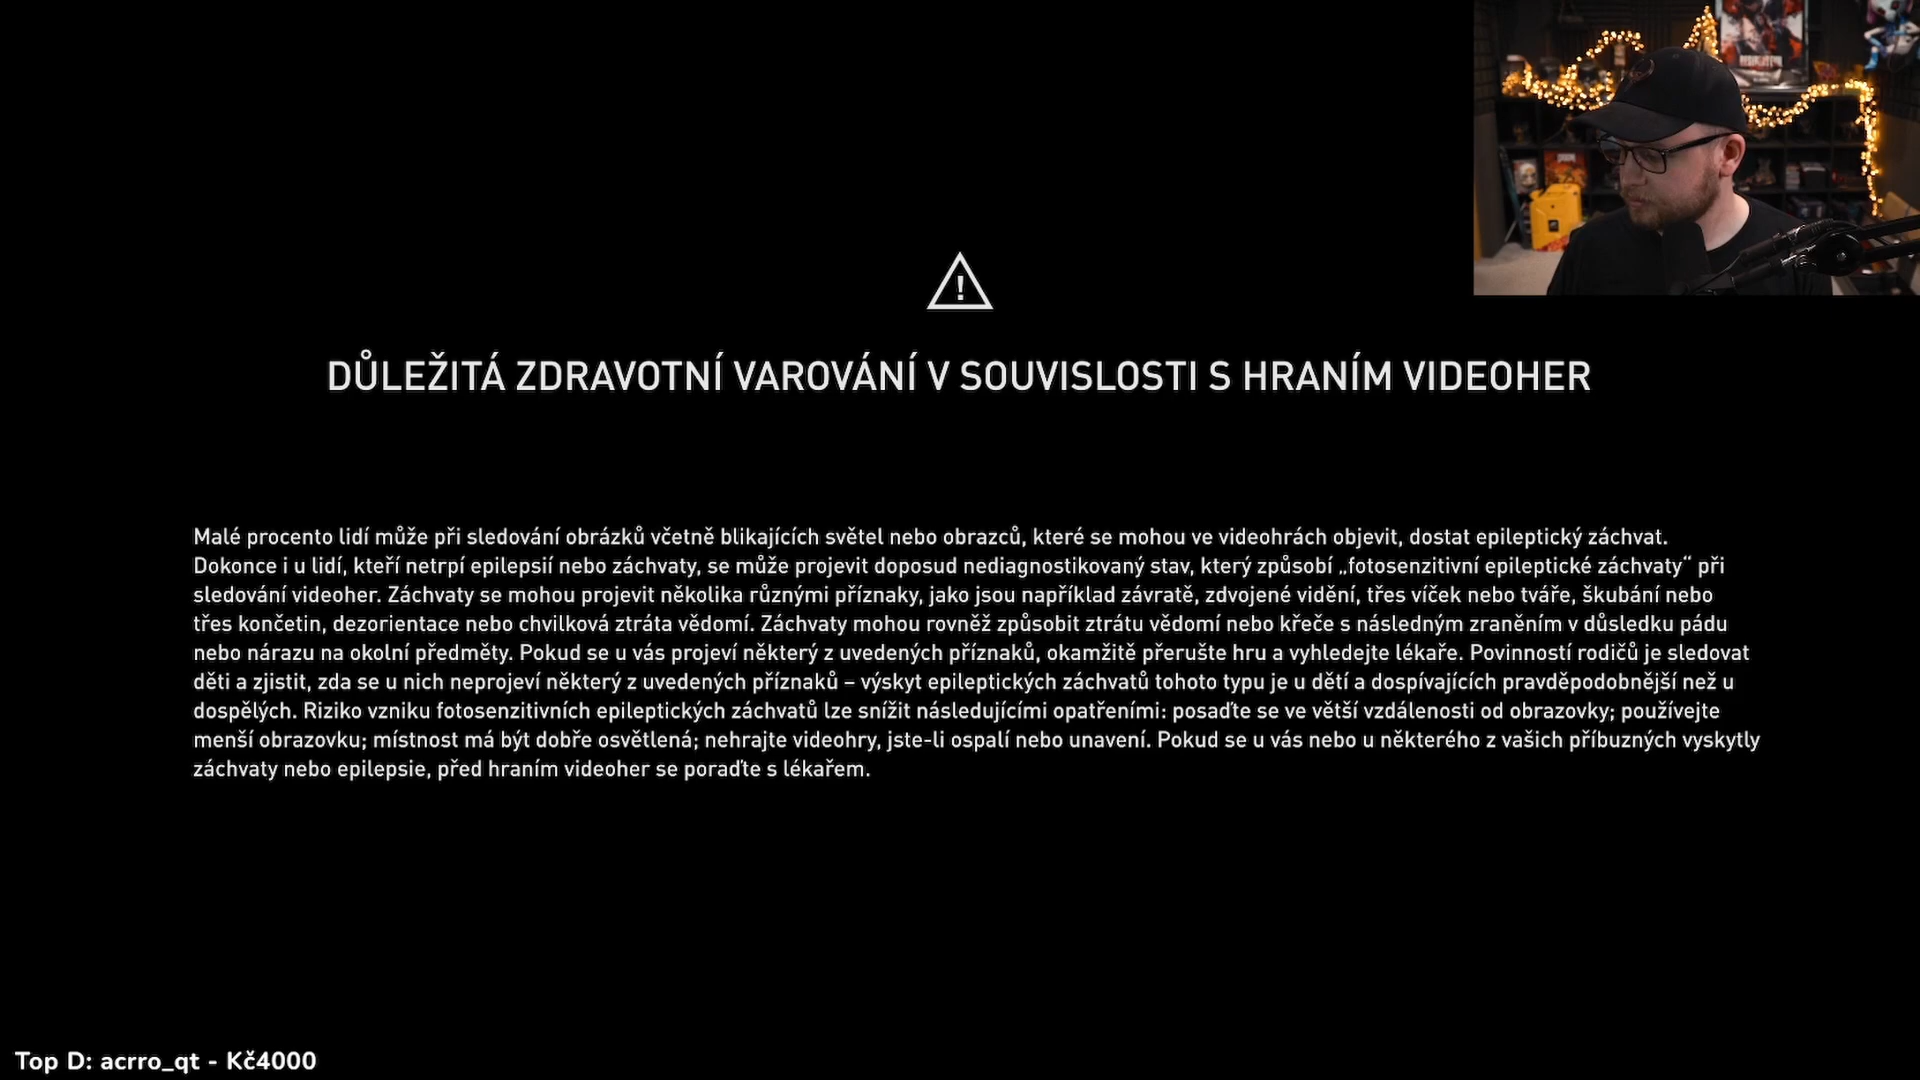 DŮLEŽITÁ ZDRAVOTNÍ VAROVÁNÍ V SOUVISLOSTI S HRANÍM VIDEOHER
Malé procento lidí může při sledování obrázků včetně blikajících světel nebo obrazců, které se mohou ve videohrách objevit, dostat epileptický záchvat.
Dokonce i u lidí, kteří netrpí epilepsií nebo záchvaty, se může projevit doposud nediagnostikovaný stav, který způsobí „fotosenzitivní epileptické záchvaty“ při
sledování videoher. Záchvaty se mohou projevit několika různými příznaky, jako jsou například závratě, zdvojené vidění, třes víček nebo tváře, škubání nebo
třes končetin, dezorientace nebo chvilková ztráta vědomí. Záchvaty mohou rovněž způsobit ztrátu vědomí nebo křeče s následným zraněním v důsledku pádu
nebo nárazu na okolní předměty. Pokud se u vás projeví některý z uvedených příznaků, okamžitě přerušte hru a vyhledejte lékaře. Povinností rodičů je sledovat
děti a zjistit, zda se u nich neprojeví některý z uvedených příznaků – výskyt epileptických záchvatů tohoto typu je u dětí a dospívajících pravděpodobnější než u
dospělých. Riziko vzniku fotosenzitivních epileptických záchvatů lze snížit následujícími opatřeními: posaďte se ve větší vzdálenosti od obrazovky; používejte
menší obrazovku; místnost má být dobře osvětlená; nehrajte videohry, jste-li ospalí nebo unavení. Pokud se u vás nebo u některého z vašich příbuzných vyskytly
záchvaty nebo epilepsie, před hraním videoher se poraďte s lékařem.
Top D: acrro_qt - Kč4000